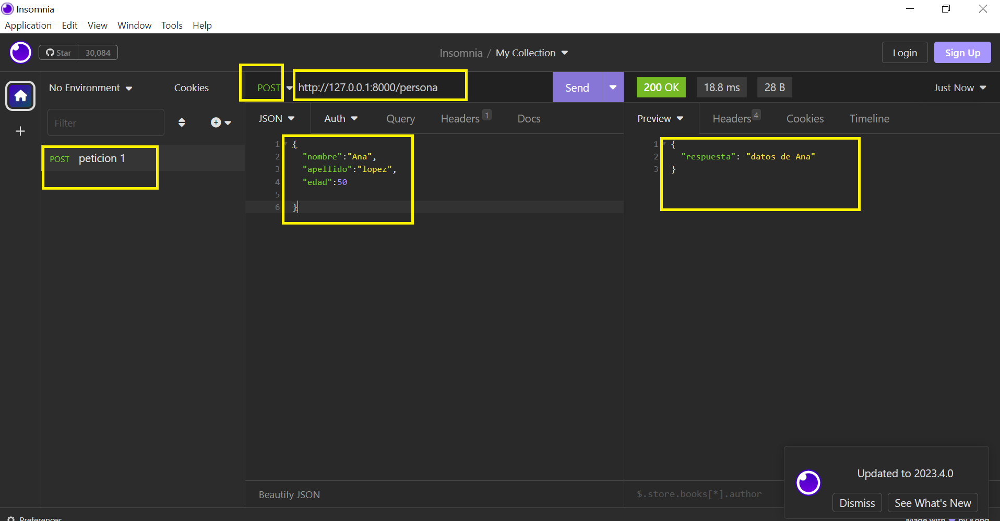 Insomnia
Application Edit View Window Tools Help
Star 30,084
Insomnia / My Collection
Login Sign Up
No Environment Cookies
POST http://127.0.0.1:8000/persona Send
200 OK 18.8 ms 28 B Just Now
Filter
JSON Auth Query Headers 1 Docs
Preview Headers 4 Cookies Timeline
POST peticion 1
1 {
2 "nombre":"Ana",
3 "apellido":"lopez",
4 "edad":50
5
6 }
1 {
2 "respuesta": "datos de Ana"
3 }
Beautify JSON
$.store.books[*].author
Updated to 2023.4.0
Dismiss See What's New
Preferences
Made with by Kong